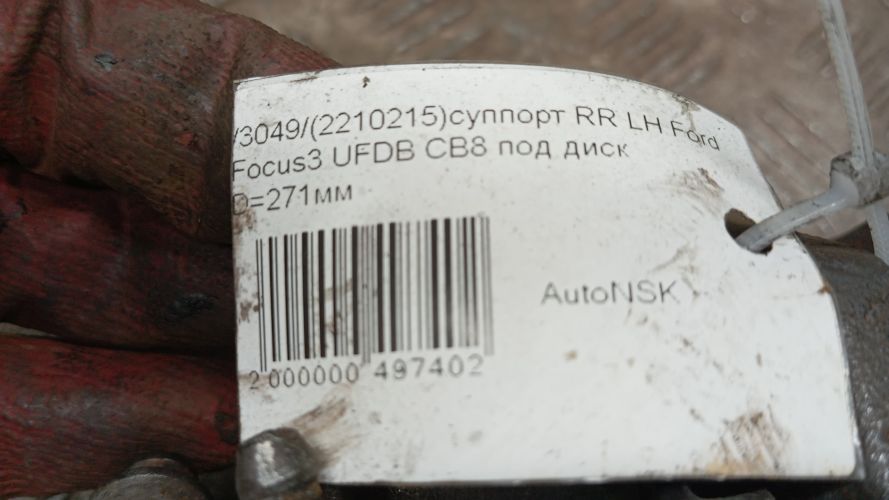 /3049/(2210215)суппорт RR LH Ford
Focus3 UFDB CB8 под диск
D=271мм
AutoNSK
2 000000 497402